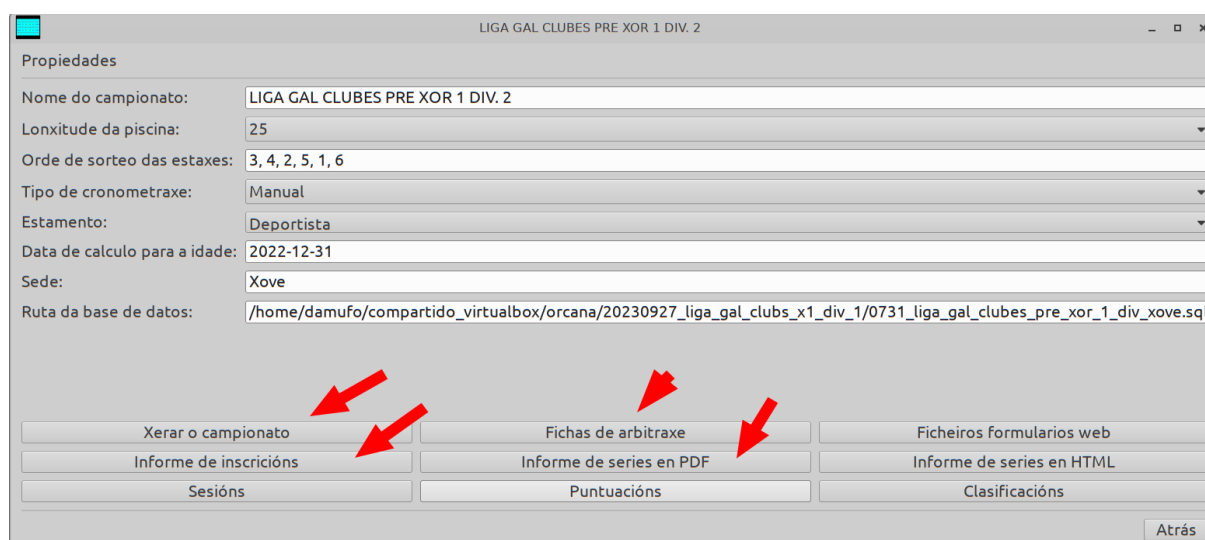 LIGA GAL CLUBES PRE XOR 1 DIV. 2
Propiedades
Nome do campionato: LIGA GAL CLUBES PRE XOR 1 DIV. 2
Lonxitude da piscina: 25
Orde de sorteo das estaxes: 3, 4, 2, 5, 1, 6
Tipo de cronometraxe: Manual
Estamento: Deportista
Data de calculo para a idade: 2022-12-31
Sede: Xove
Ruta da base de datos: /home/damufo/compartido_virtualbox/orcana/20230927_liga_gal_clubs_x1_div_1/0731_liga_gal_clubes_pre_xor_1_div_xove.sql
Xerar o campionato Fichas de arbitraxe Ficheiros formularios web
Informe de inscricións Informe de series en PDF Informe de series en HTML
Sesións Puntuacións Clasificacións
Atrás